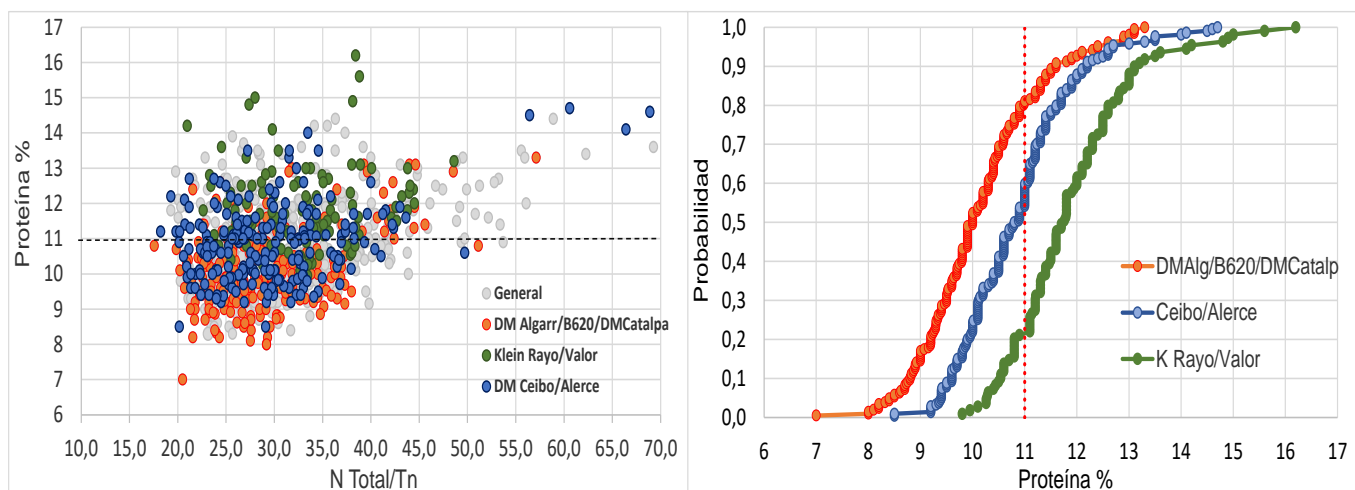 Proteína %
17
16
15
14
13
12
11
10
9
8
7
6
General
DM Algarr/B620/DMCatalpa
Klein Rayo/Valor
DM Ceibo/Alerce
10,0 20,0 25,0 30,0 35,0 40,0 45,0 50,0 55,0 60,0 65,0 70,0
N Total/Tn
Probabilidad
1,0
0,9
0,8
0,7
0,6
0,5
0,4
0,3
0,2
0,1
0,0
DMAlg/B620/DMCatalp
Ceibo/Alerce
K Rayo/Valor
6 7 8 9 10 11 12 13 14 15 16 17
Proteína %